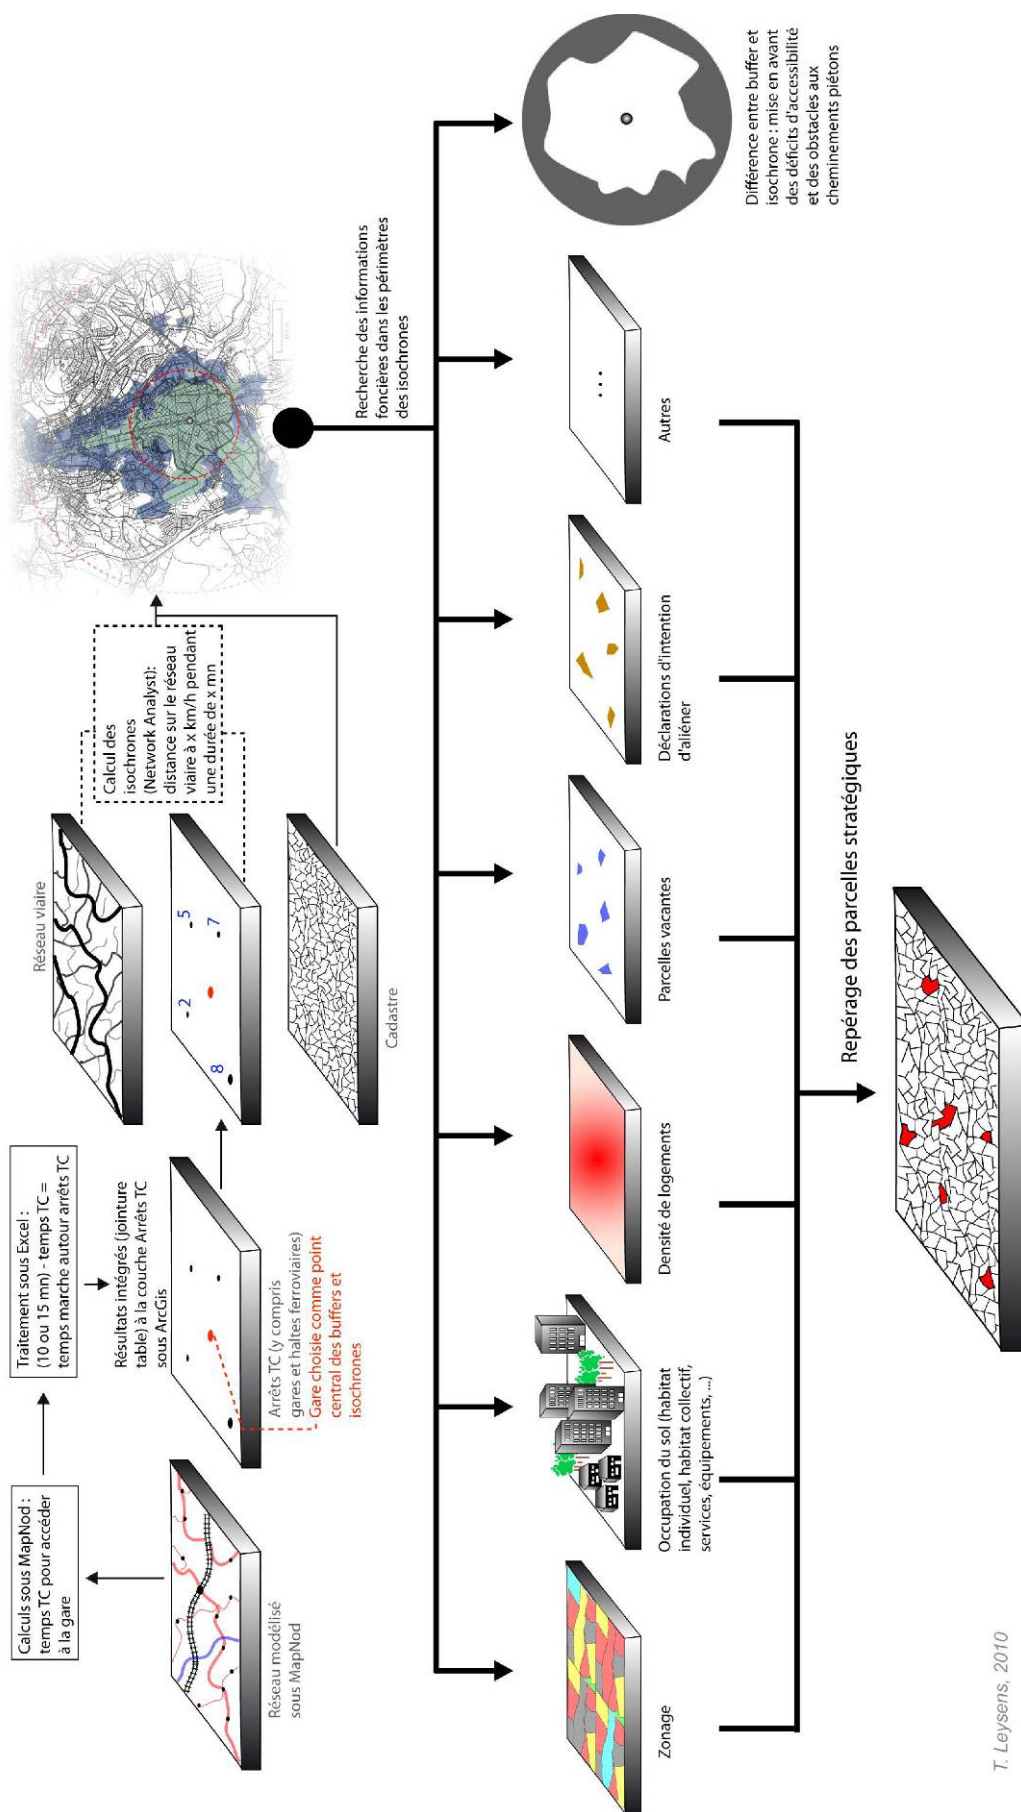 Calculs sous MapNod :
temps TC pour accéder
à la gare
Traitement sous Excel :
(10 ou 15 mn) - temps TC =
temps marche autour arrêts TC
Réseau modélisé
sous MapNod
Résultats intégrés (jointure
table) à la couche Arrêts TC
sous ArcGis
Arrêts TC (y compris
gares et haltes ferroviaires)
Gare choisie comme point
central des buffers et
isochrones
Réseau viaire
8
2
7
5
Cadastre
Calcul des
isochrones
(Network Analyst):
distance sur le réseau
viaire à x km/h pendant
une durée de x mn
Recherche des informations
foncières dans les périmètres
des isochrones
Zonage
Occupation du sol (habitat
individuel, habitat collectif,
services, équipements, ...)
Densité de logements
Parcelles vacantes
Déclarations d'intention
d'aliéner
...
Autres
Différence entre buffer et
isochrone : mise en avant
des déficits d'accessibilité
et des obstacles aux
cheminements piétons
Repérage des parcelles stratégiques
T. Leysens, 2010